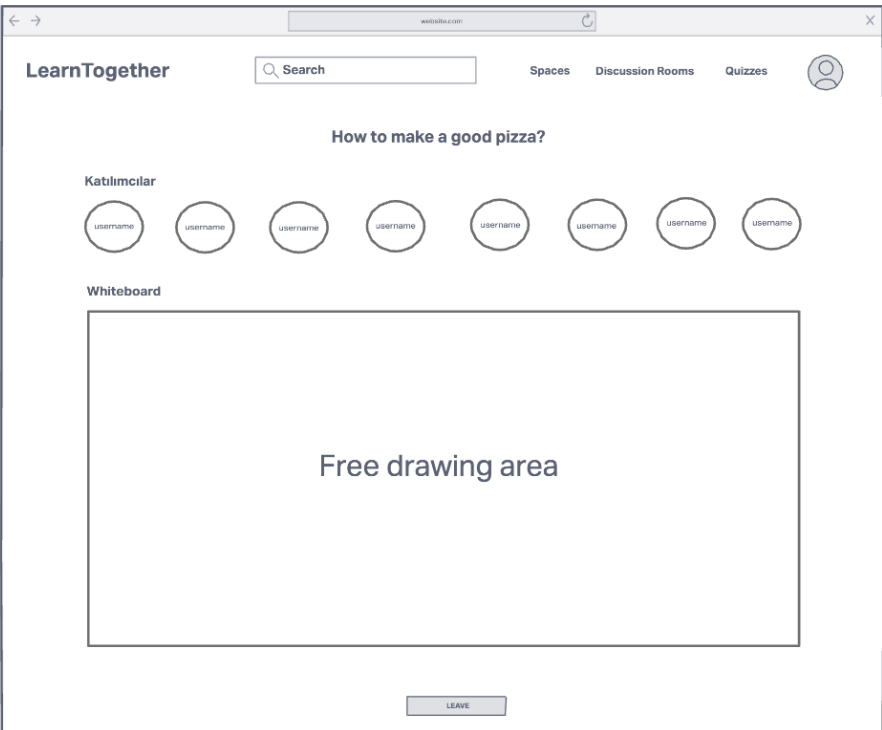 website.com
LearnTogether Search Spaces Discussion Rooms Quizzes
How to make a good pizza?
Katılımcılar
username username username username username username username username
Whiteboard
Free drawing area
LEAVE